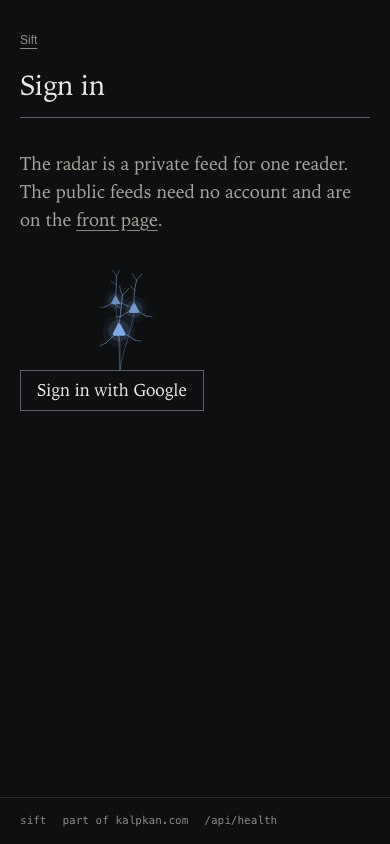 Sift
Sign in
The radar is a private feed for one reader.
The public feeds need no account and are
on the front page.
Sign in with Google
sift part of kalpkan.com /api/health